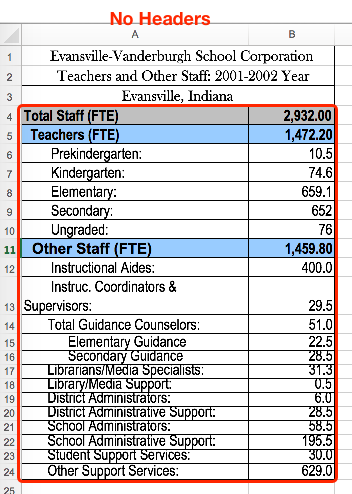 No Headers
A B
1 Evansville-Vanderburgh School Corporation
2 Teachers and Other Staff: 2001-2002 Year
3 Evansville, Indiana
4 Total Staff (FTE) 2,932.00
5 Teachers (FTE) 1,472.20
6 Prekindergarten: 10.5
7 Kindergarten: 74.6
8 Elementary: 659.1
9 Secondary: 652
10 Ungraded: 76
11 Other Staff (FTE) 1,459.80
12 Instructional Aides: 400.0
Instruc. Coordinators &
13 Supervisors: 29.5
14 Total Guidance Counselors: 51.0
15 Elementary Guidance 22.5
16 Secondary Guidance 28.5
17 Librarians/Media Specialists: 31.3
18 Library/Media Support: 0.5
19 District Administrators: 6.0
20 District Administrative Support: 28.5
21 School Administrators: 58.5
22 School Administrative Support: 195.5
23 Student Support Services: 30.0
24 Other Support Services: 629.0
25